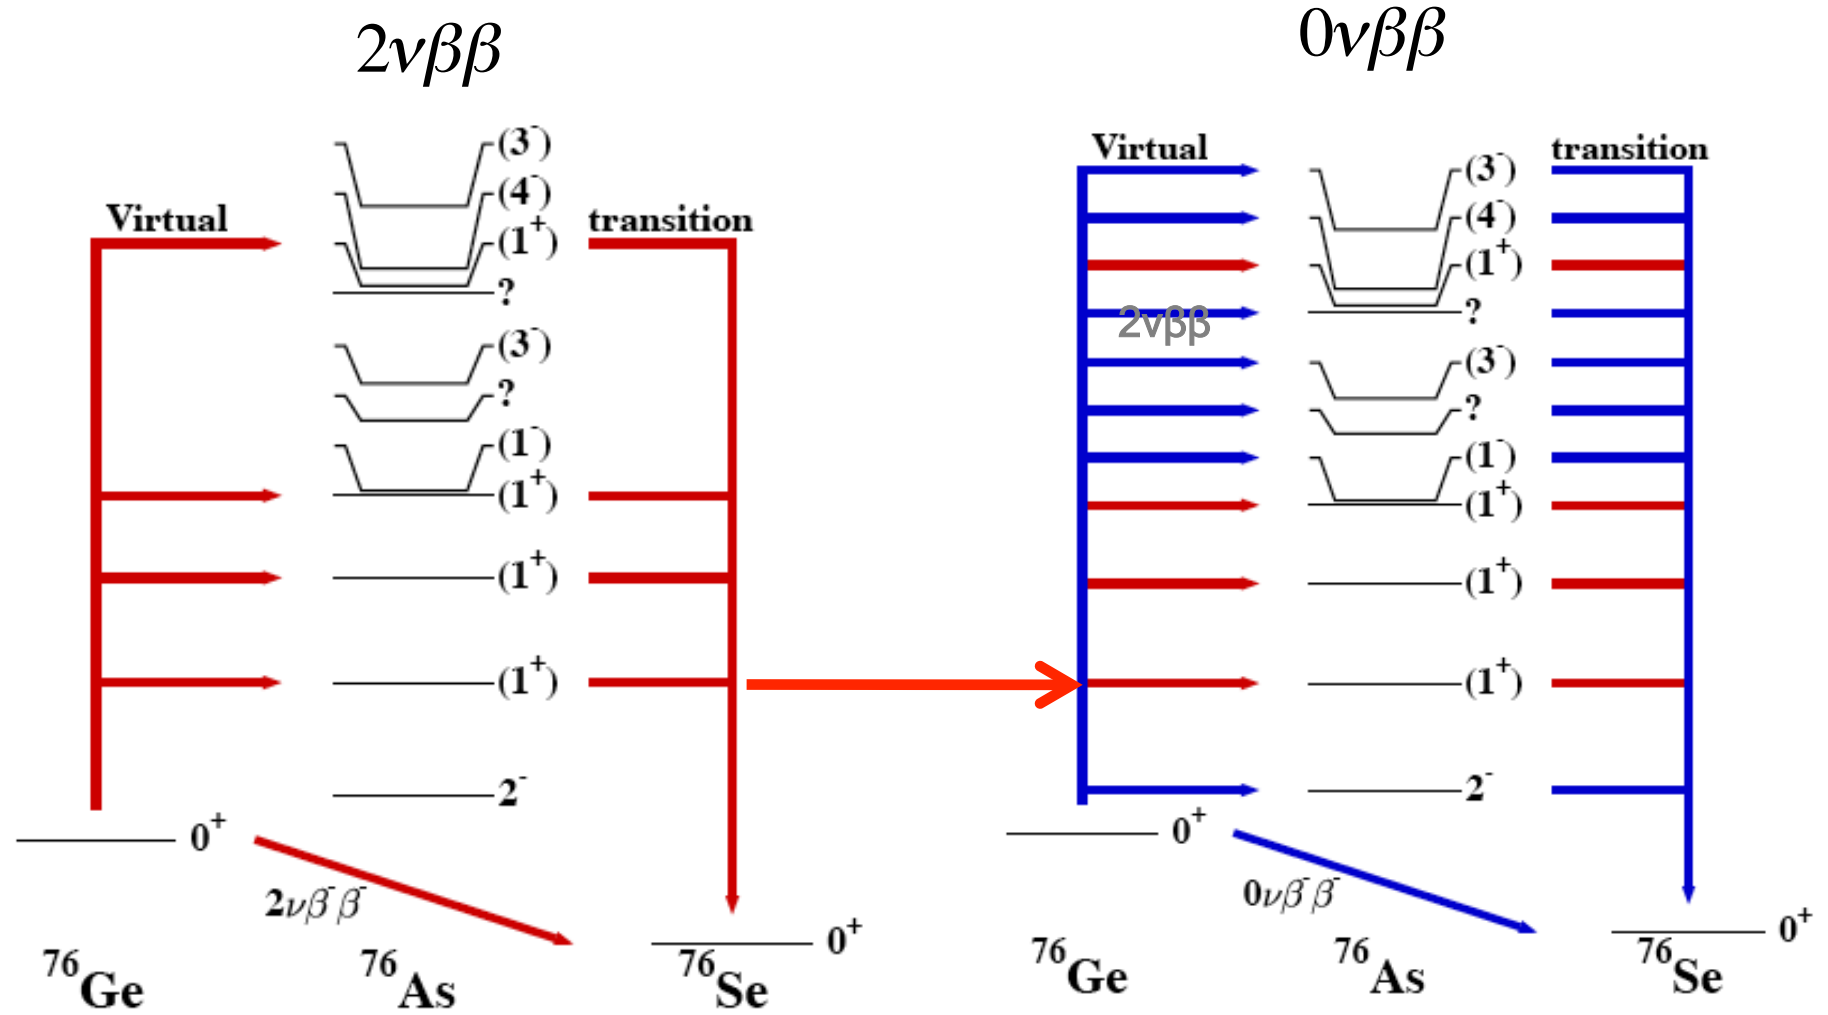 2νββ
Virtual
transition
(3⁻)
(4⁻)
(1⁺)
?
(3⁻)
?
(1⁻)
(1⁺)
(1⁺)
(1⁺)
2⁻
0⁺
2νβ⁻β⁻
0⁺
⁷⁶Ge
⁷⁶As
⁷⁶Se
0νββ
Virtual
transition
(3⁻)
(4⁻)
(1⁺)
?
2νββ
(3⁻)
?
(1⁻)
(1⁺)
(1⁺)
(1⁺)
2⁻
0⁺
0νβ⁻β⁻
0⁺
⁷⁶Ge
⁷⁶As
⁷⁶Se